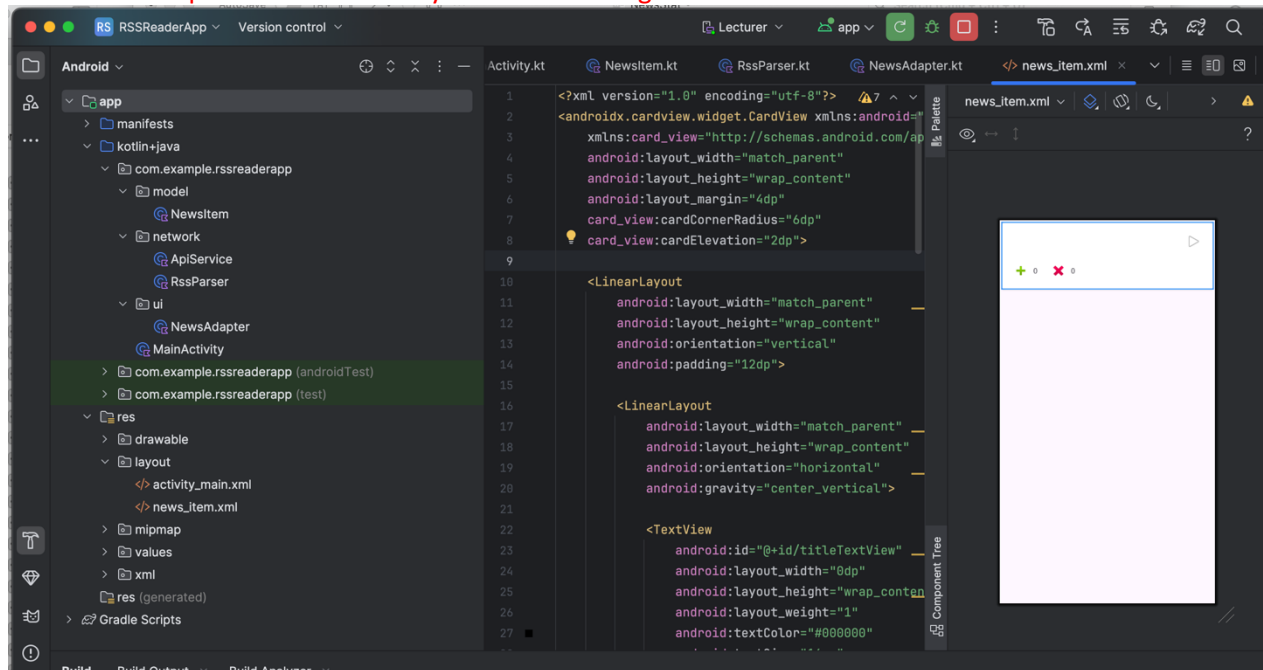 RS RSSReaderApp Version control Lecturer app
Android
Activity.kt NewsItem.kt RssParser.kt NewsAdapter.kt </> news_item.xml
app
manifests
kotlin+java
com.example.rssreaderapp
model
NewsItem
network
ApiService
RssParser
ui
NewsAdapter
MainActivity
com.example.rssreaderapp (androidTest)
com.example.rssreaderapp (test)
res
drawable
layout
</> activity_main.xml
</> news_item.xml
mipmap
values
xml
res (generated)
Gradle Scripts
1 <?xml version="1.0" encoding="utf-8"?> 7
2 <androidx.cardview.widget.CardView xmlns:android="
3 xmlns:card_view="http://schemas.android.com/ap
4 android:layout_width="match_parent"
5 android:layout_height="wrap_content"
6 android:layout_margin="4dp"
7 card_view:cardCornerRadius="6dp"
8 card_view:cardElevation="2dp">
9
10 <LinearLayout
11 android:layout_width="match_parent"
12 android:layout_height="wrap_content"
13 android:orientation="vertical"
14 android:padding="12dp">
15
16 <LinearLayout
17 android:layout_width="match_parent"
18 android:layout_height="wrap_content"
19 android:orientation="horizontal"
20 android:gravity="center_vertical">
21
22 <TextView
23 android:id="@+id/titleTextView"
24 android:layout_width="0dp"
25 android:layout_height="wrap_conten
26 android:layout_weight="1"
27 android:textColor="#000000"
Palette
Component Tree
news_item.xml
?
0 0
Build Build Output Build Analyzer